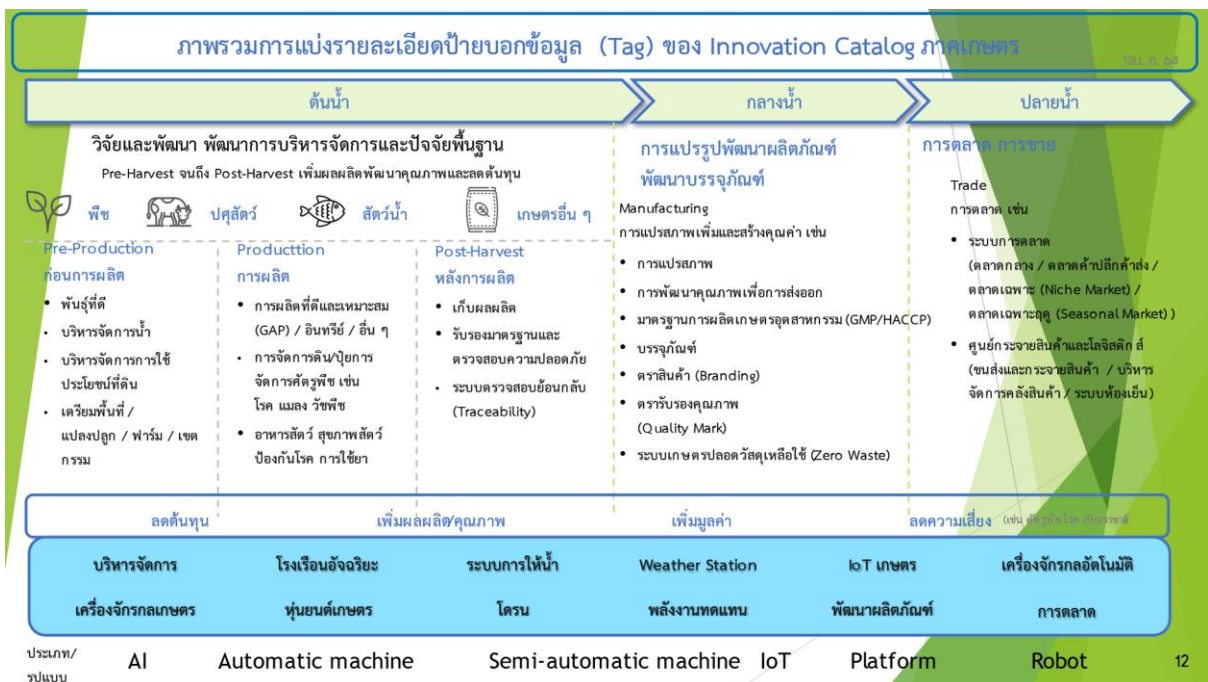 ภาพรวมการแบ่งรายละเอียดป้ายบอกข้อมูล (Tag) ของ Innovation Catalog ภาคเกษตร
13ม.ค. 64
ต้นน้ำ
กลางน้ำ
ปลายน้ำ
วิจัยและพัฒนา พัฒนาการบริหารจัดการและปัจจัยพื้นฐาน
Pre-Harvest จนถึง Post-Harvest เพิ่มผลผลิตพัฒนาคุณภาพและลดต้นทุน
พืช
ปศุสัตว์
สัตว์น้ำ
เกษตรอื่น ๆ
Pre-Production
ก่อนการผลิต
• พันธุ์ที่ดี
• บริหารจัดการน้ำ
• บริหารจัดการการใช้
ประโยชน์ที่ดิน
• เตรียมพื้นที่ /
แปลงปลูก / ฟาร์ม / เขต
กรรม
Producttion
การผลิต
• การผลิตที่ดีและเหมาะสม
(GAP) / อินทรีย์ / อื่น ๆ
• การจัดการดิน/ปุ๋ยการ
จัดการศัตรูพืช เช่น
โรค แมลง วัชพืช
• อาหารสัตว์ สุขภาพสัตว์
ป้องกันโรค การใช้ยา
Post-Harvest
หลังการผลิต
• เก็บผลผลิต
• รับรองมาตรฐานและ
ตรวจสอบความปลอดภัย
• ระบบตรวจสอบย้อนกลับ
(Traceability)
การแปรรูปพัฒนาผลิตภัณฑ์
พัฒนาบรรจุภัณฑ์
Manufacturing
การแปรสภาพเพิ่มและสร้างคุณค่า เช่น
• การแปรสภาพ
• การพัฒนาคุณภาพเพื่อการส่งออก
• มาตรฐานการผลิตเกษตรอุตสาหกรรม (GMP/HACCP)
• บรรจุภัณฑ์
• ตราสินค้า (Branding)
• ตรารับรองคุณภาพ
(Quality Mark)
• ระบบเกษตรปลอดวัสดุเหลือใช้ (Zero Waste)
การตลาด การขาย
Trade
การตลาด เช่น
• ระบบการตลาด
(ตลาดกลาง / ตลาดค้าปลีกค้าส่ง /
ตลาดเฉพาะ (Niche Market) /
ตลาดเฉพาะฤดู (Seasonal Market) )
• ศูนย์กระจายสินค้าและโลจิสติก ส์
(ขนส่งและกระจายสินค้า / บริหาร
จัดการคลังสินค้า / ระบบห้องเย็น)
ลดต้นทุน
เพิ่มผลผลิต/คุณภาพ
เพิ่มมูลค่า
ลดความเสี่ยง (เช่น ศัตรูพืช โรค ภัยธรรมชาติ
บริหารจัดการ
โรงเรือนอัจฉริยะ
ระบบการให้น้ำ
Weather Station
IoT เกษตร
เครื่องจักรกลอัตโนมัติ
เครื่องจักรกลเกษตร
หุ่นยนต์เกษตร
โดรน
พลังงานทดแทน
พัฒนาผลิตภัณฑ์
การตลาด
ประเภท/
รูปแบบ
AI
Automatic machine
Semi-automatic machine
IoT
Platform
Robot
12